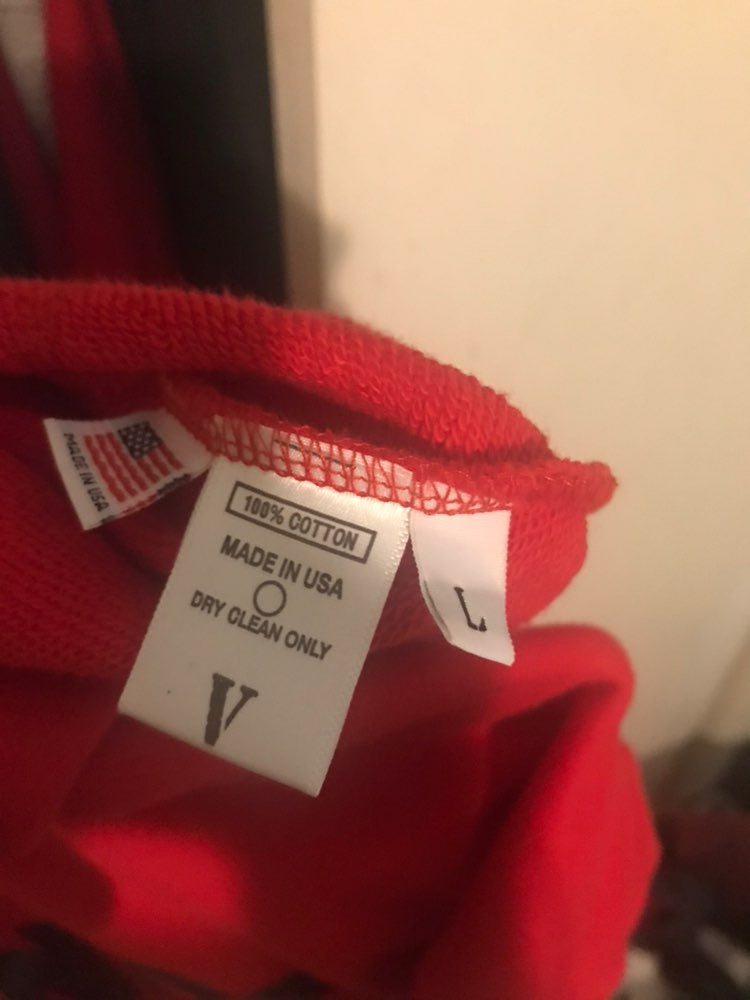 MADE IN USA
100% COTTON
MADE IN USA
DRY CLEAN ONLY
V
L